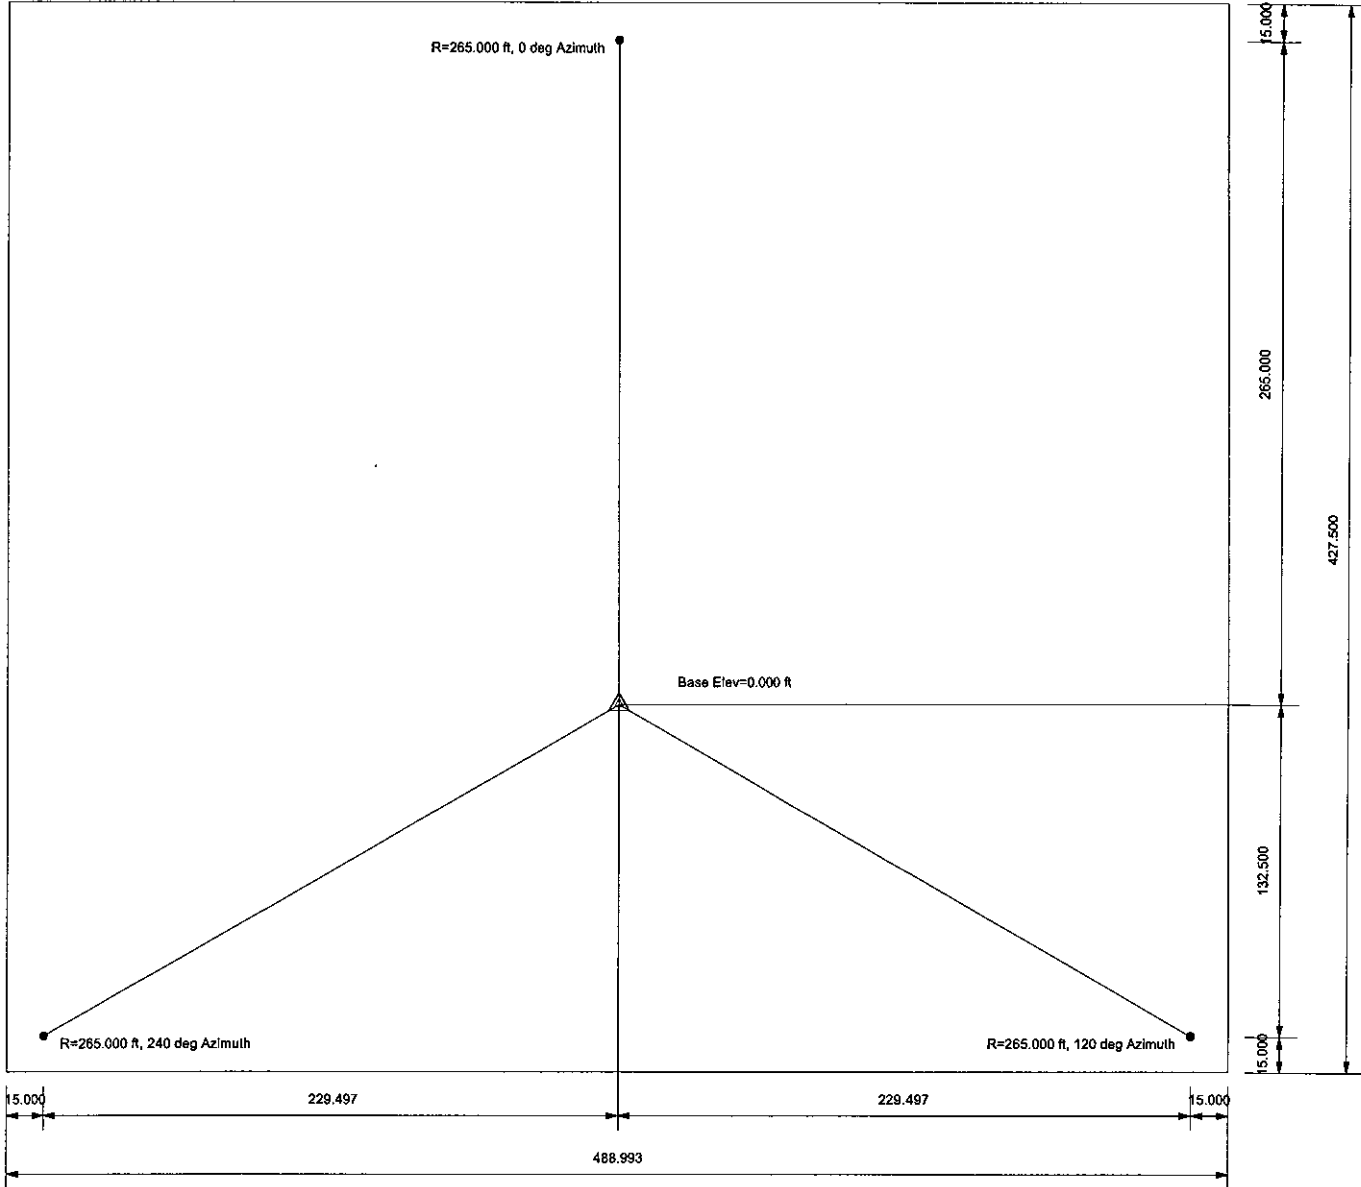 R=265.000 ft, 0 deg Azimuth
15.000
265.000
427.500
Base Elev=0.000 ft
132.500
R=265.000 ft, 240 deg Azimuth
R=265.000 ft, 120 deg Azimuth
15.000
15.000
229.497
229.497
15.000
488.993